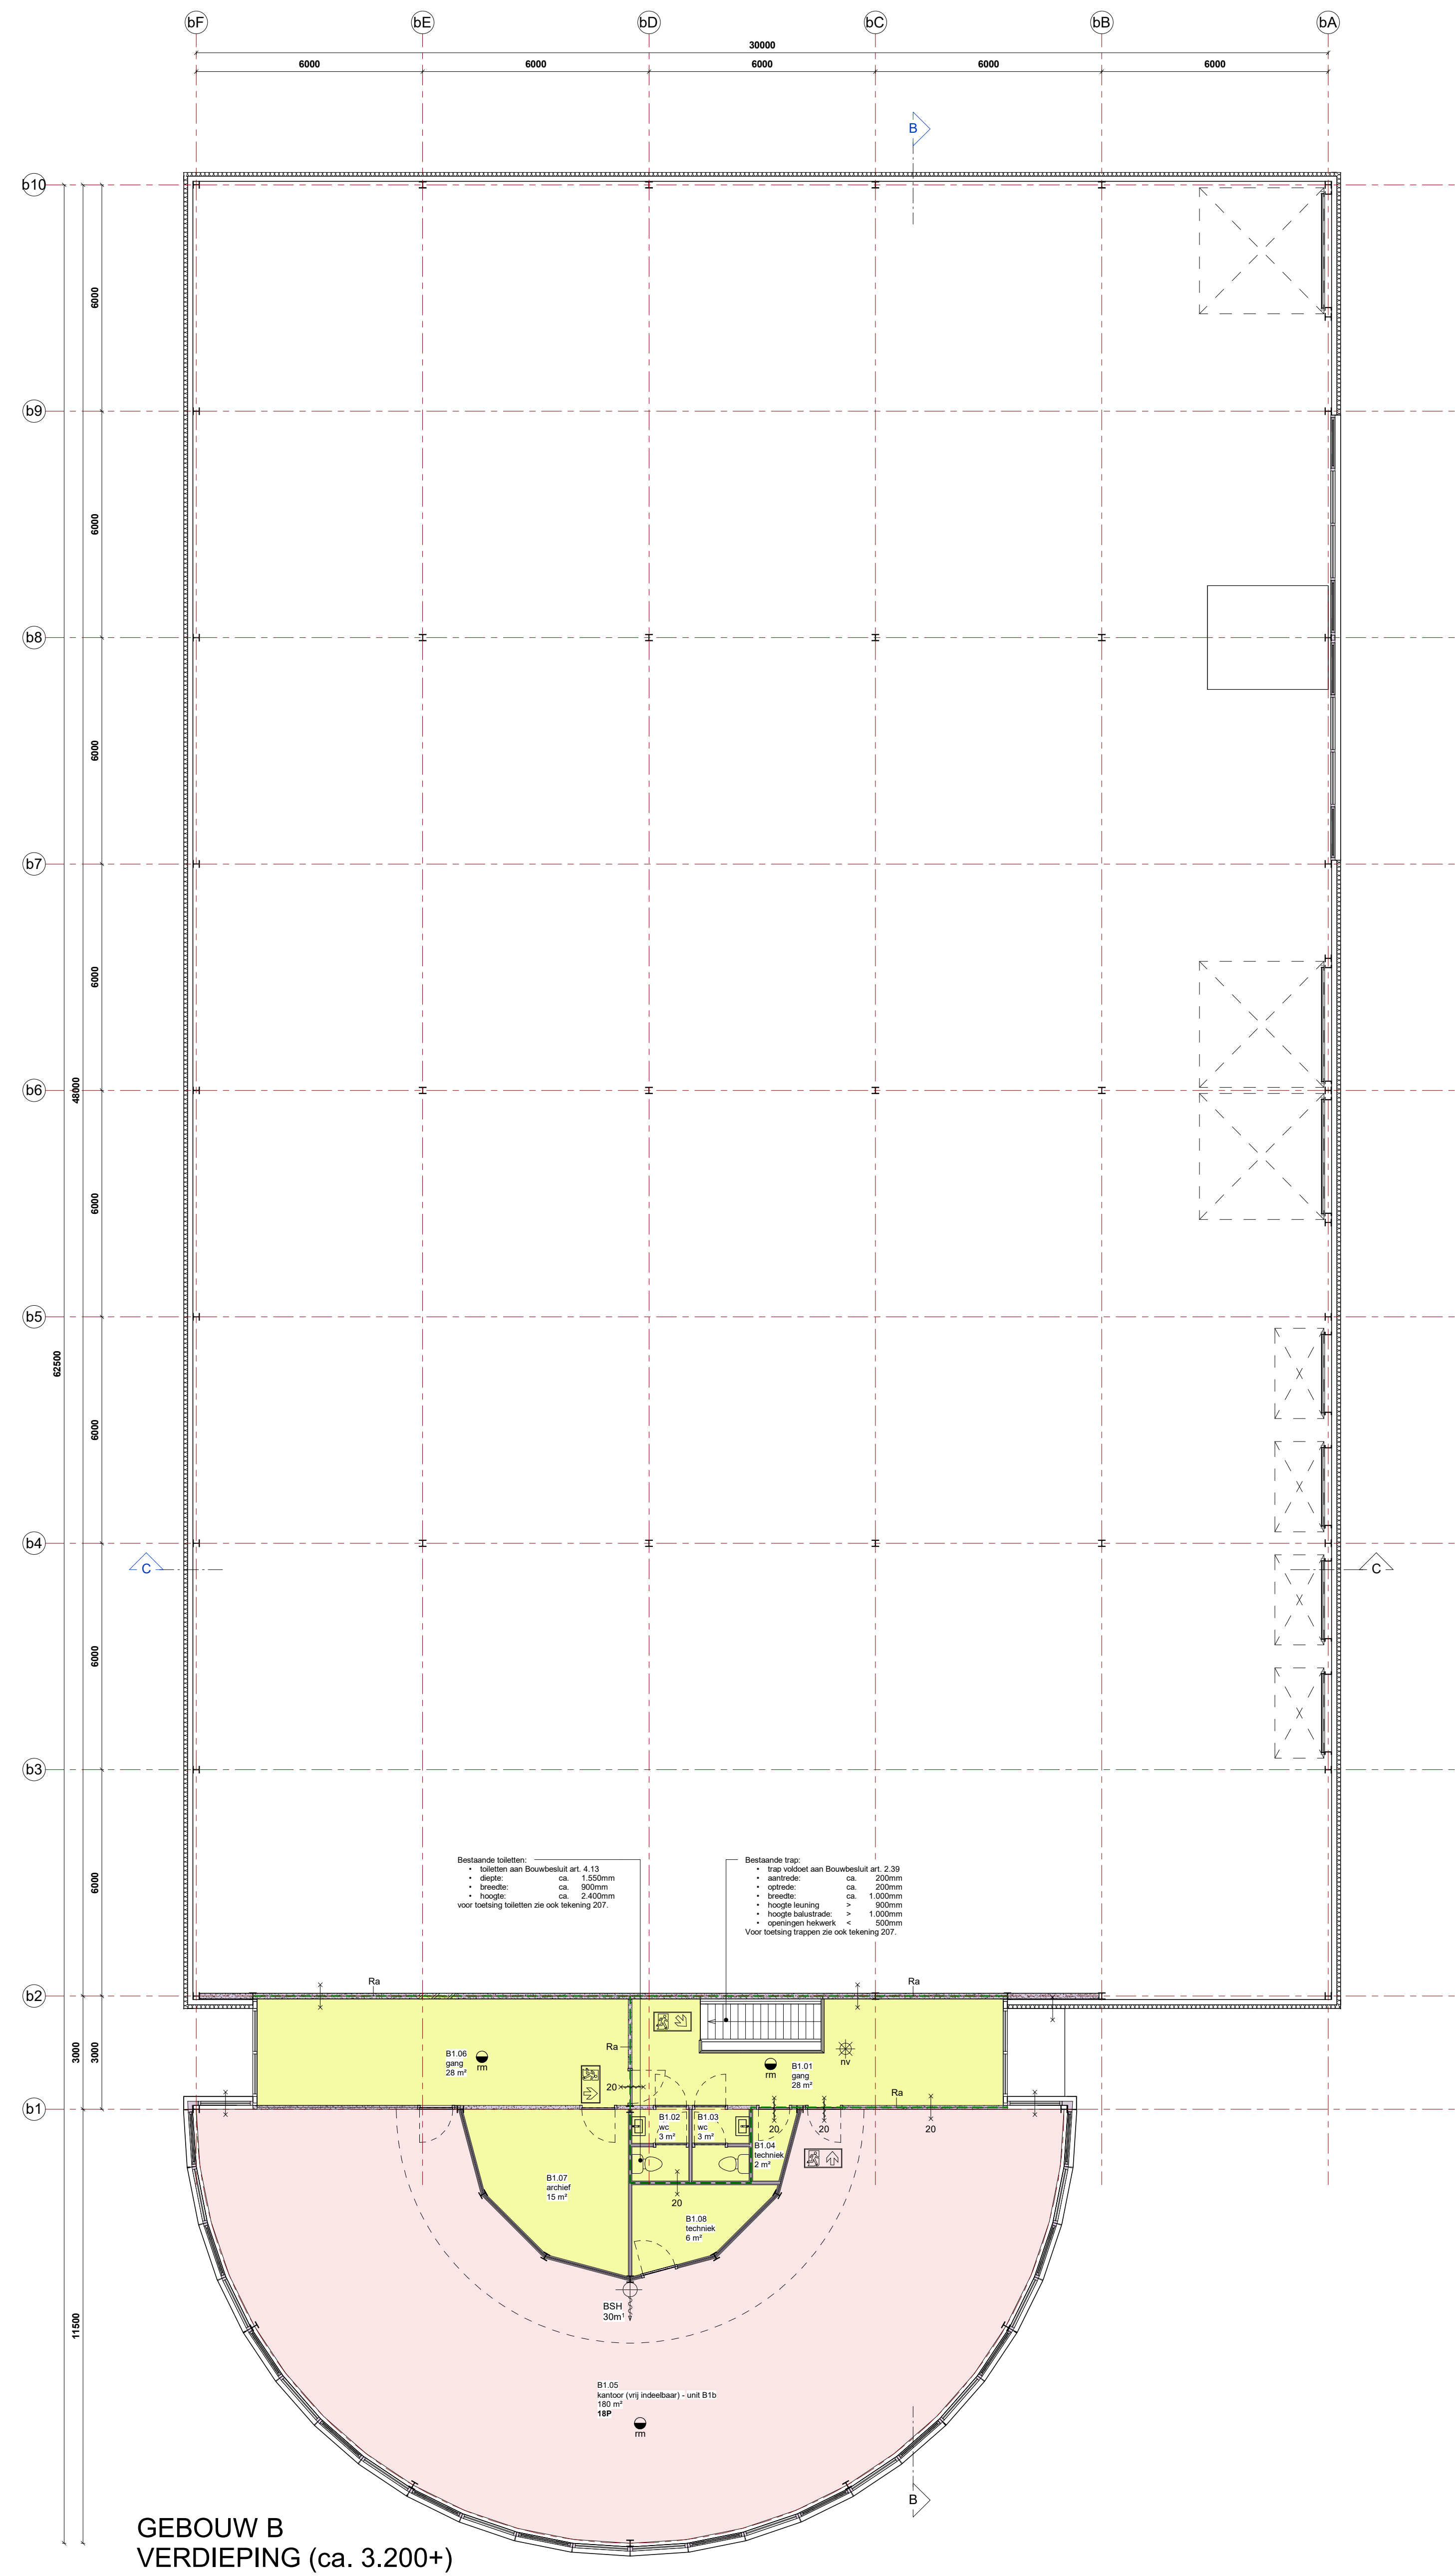 bF
bE
bD
bC
bB
bA
30000
6000
6000
6000
6000
6000
B
b10
6000
b9
6000
b8
6000
b7
6000
48000
b6
6000
b5
62500
6000
b4
C
C
6000
b3
6000
Bestaande toiletten:
• toiletten aan Bouwbesluit art. 4.13
• diepte: ca. 1.550mm
• breedte: ca. 900mm
• hoogte: ca. 2.400mm
voor toetsing toiletten zie ook tekening 207.
Bestaande trap:
• trap voldoet aan Bouwbesluit art. 2.39
• aantrede: ca. 200mm
• optrede: ca. 200mm
• breedte: ca. 1.000mm
• hoogte leuning > 900mm
• hoogte balustrade: > 1.000mm
• openingen hekwerk < 500mm
Voor toetsing trappen zie ook tekening 207.
b2
Ra
Ra
3000
3000
B1.06
gang
28 m²
rm
Ra
20
rm
B1.01
gang
28 m²
nv
Ra
b1
B1.02
wc
3 m²
B1.03
wc
3 m²
20
20
20
B1.04
techniek
2 m²
B1.07
archief
15 m²
20
B1.08
techniek
6 m²
BSH
30m¹
11500
B1.05
kantoor (vrij indeelbaar) - unit B1b
180 m²
18P
rm
B
GEBOUW B
VERDIEPING (ca. 3.200+)